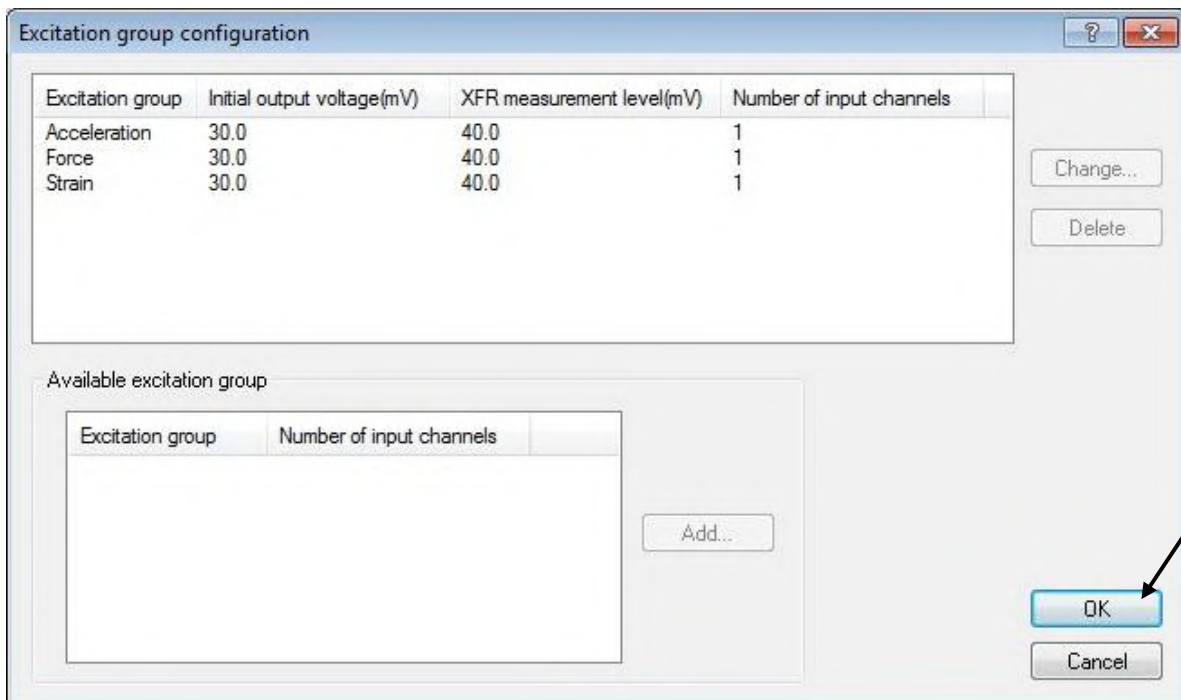 Excitation group configuration
Excitation group Initial output voltage(mV) XFR measurement level(mV) Number of input channels
Acceleration 30.0 40.0 1
Force 30.0 40.0 1
Strain 30.0 40.0 1
Change...
Delete
Available excitation group
Excitation group Number of input channels
Add...
OK
Cancel